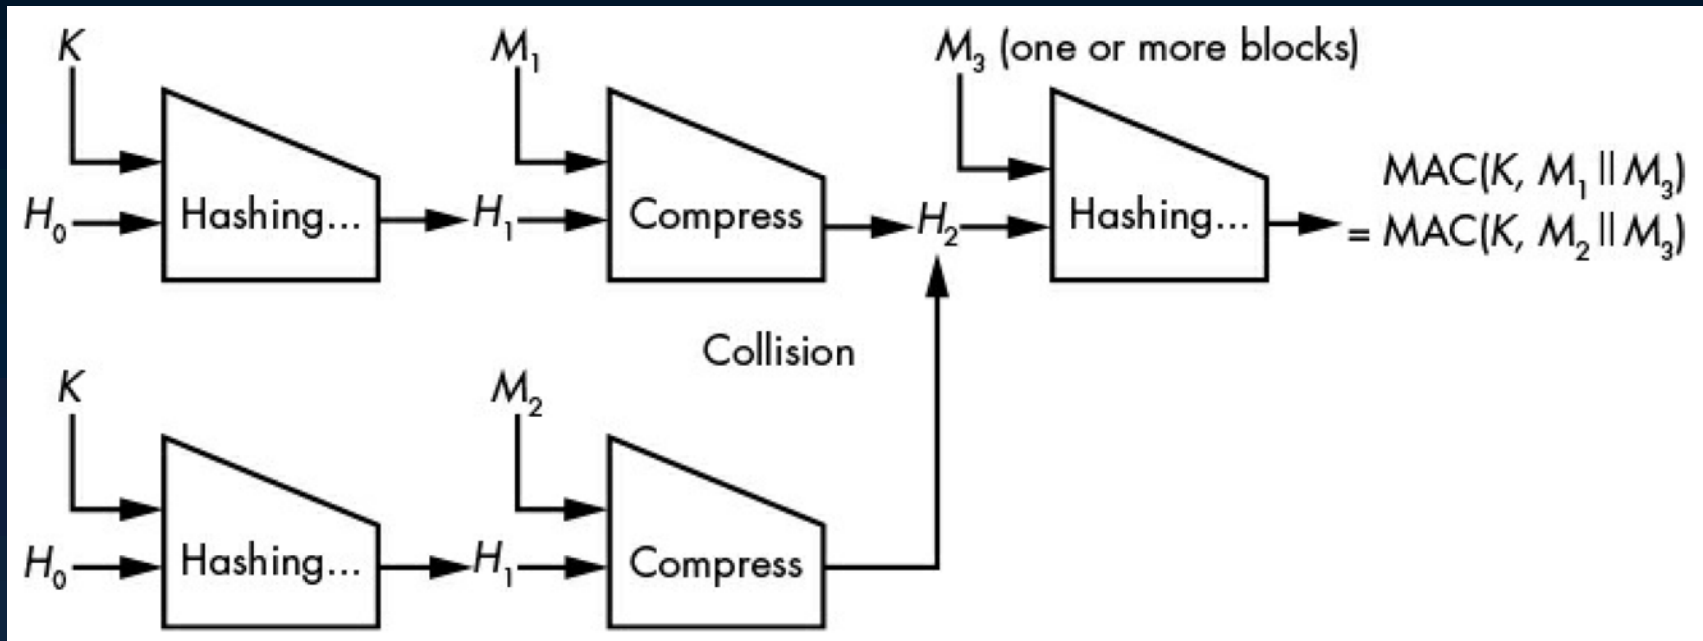 K
M₁
M₃ (one or more blocks)
H₀
Hashing...
H₁
Compress
H₂
Hashing...
MAC(K, M₁ || M₃)
= MAC(K, M₂ || M₃)
Collision
K
M₂
H₀
Hashing...
H₁
Compress